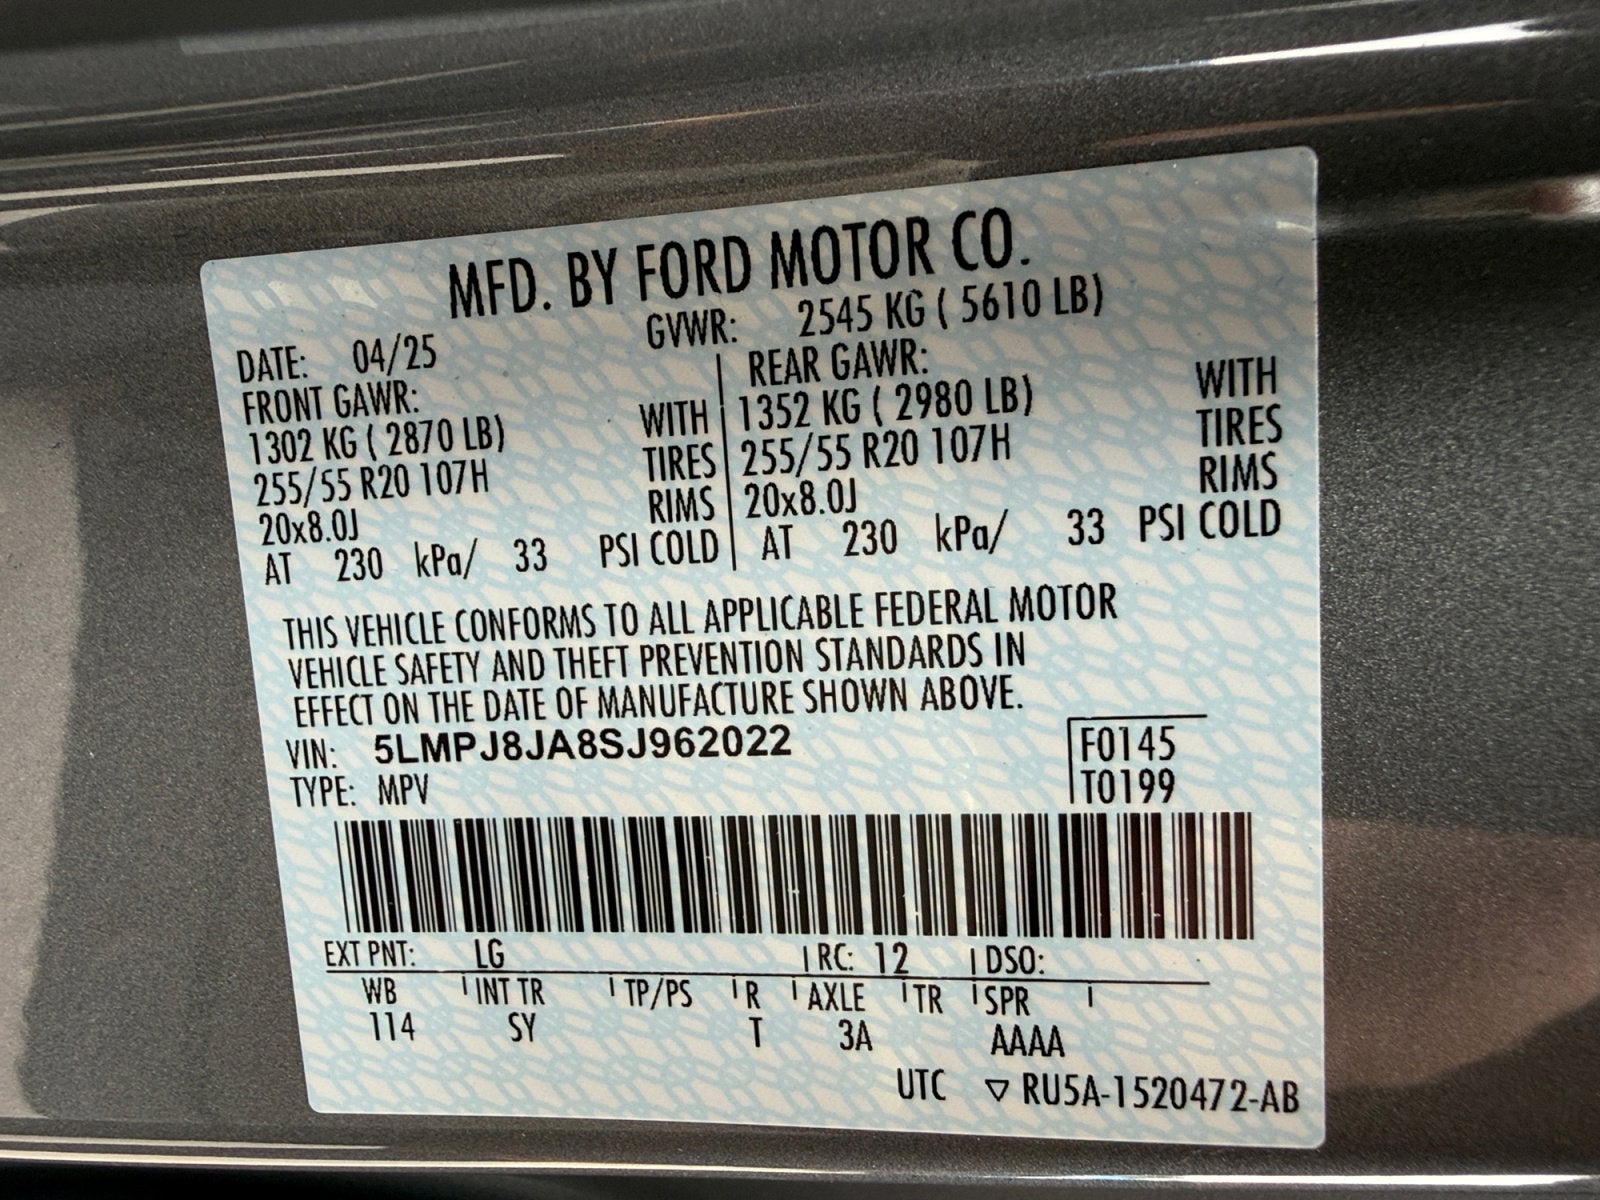 MFD. BY FORD MOTOR CO.
DATE: 04/25 GVWR: 2545 KG ( 5610 LB)
FRONT GAWR: REAR GAWR:
1302 KG ( 2870 LB) WITH 1352 KG ( 2980 LB) WITH
255/55 R20 107H TIRES 255/55 R20 107H TIRES
20x8.0J RIMS 20x8.0J RIMS
AT 230 kPa/ 33 PSI COLD AT 230 kPa/ 33 PSI COLD
THIS VEHICLE CONFORMS TO ALL APPLICABLE FEDERAL MOTOR
VEHICLE SAFETY AND THEFT PREVENTION STANDARDS IN
EFFECT ON THE DATE OF MANUFACTURE SHOWN ABOVE.
VIN: 5LMPJ8JA8SJ962022 F0145
TYPE: MPV T0199
EXT PNT: LG RC: 12 DSO:
WB INT TR TP/PS R AXLE TR SPR
114 SY T 3A AAAA
UTC ▽ RU5A-1520472-AB